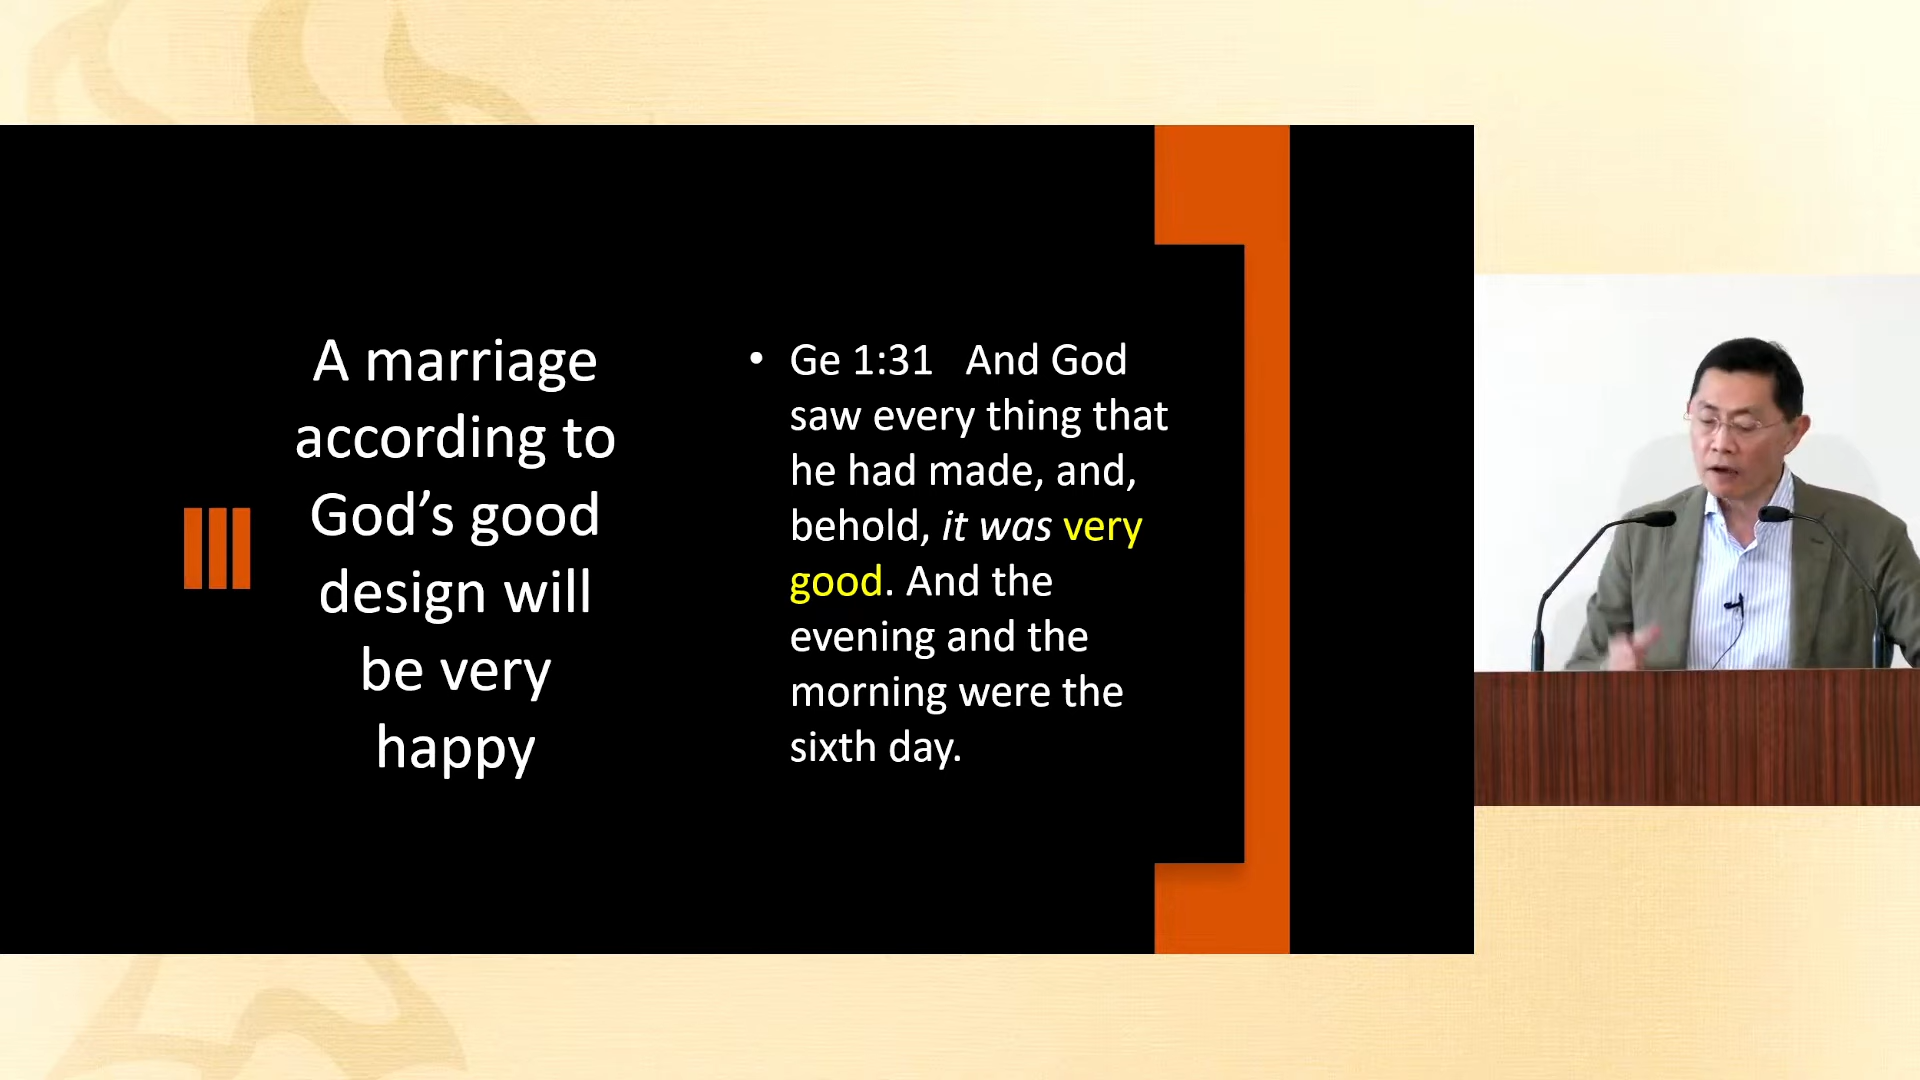 A marriage
according to
God’s good
design will
be very
happy
• Ge 1:31 And God
saw every thing that
he had made, and,
behold, it was very
good. And the
evening and the
morning were the
sixth day.